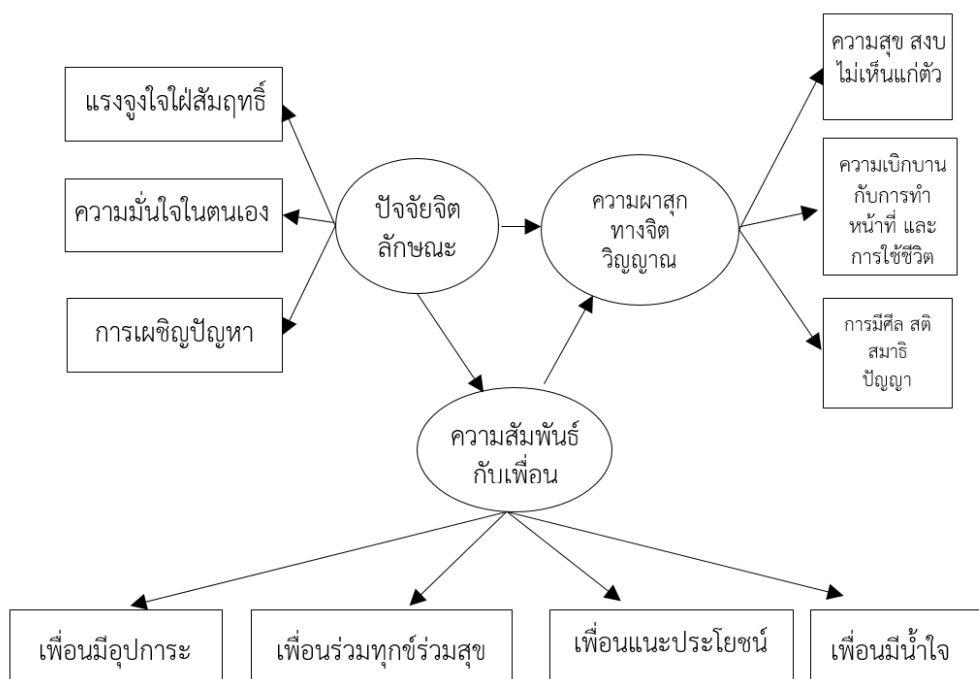 แรงจูงใจใฝ่สัมฤทธิ์
ความมั่นใจในตนเอง
การเผชิญปัญหา
ปัจจัยจิต
ลักษณะ
ความผาสุก
ทางจิต
วิญญาณ
ความสุข สงบ
ไม่เห็นแก่ตัว
ความเบิกบาน
กับการทำ
หน้าที่ และ
การใช้ชีวิต
การมีศีล สติ
สมาธิ
ปัญญา
ความสัมพันธ์
กับเพื่อน
เพื่อนมีอุปการะ
เพื่อนร่วมทุกข์ร่วมสุข
เพื่อนแนะประโยชน์
เพื่อนมีน้ำใจ